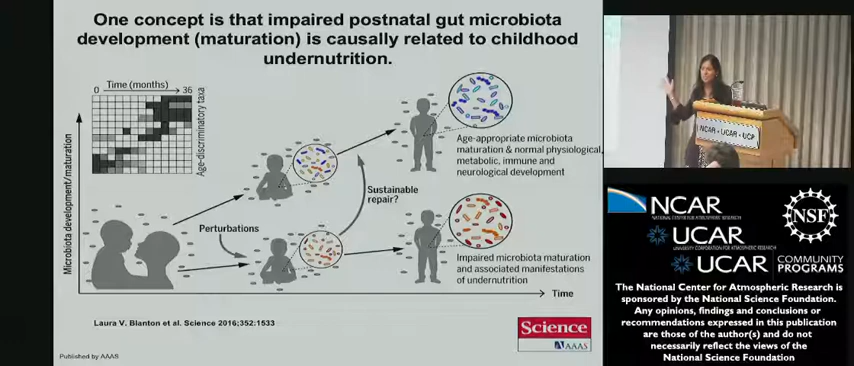 One concept is that impaired postnatal gut microbiota
development (maturation) is causally related to childhood
undernutrition.
0 Time (months) 36
Age-discriminatory taxa
Microbiota development/maturation
Age-appropriate microbiota
maturation & normal physiological,
metabolic, immune and
neurological development
Sustainable
repair?
Perturbations
Impaired microbiota maturation
and associated manifestations
of undernutrition
Time
Laura V. Blanton et al. Science 2016;352:1533
Science
AAAS
Published by AAAS
NCAR • UCAR • UCP
NCAR
NATIONAL CENTER FOR ATMOSPHERIC RESEARCH
NSF
UCAR
UNIVERSITY CORPORATION FOR ATMOSPHERIC RESEARCH
UCAR COMMUNITY
PROGRAMS
The National Center for Atmospheric Research is
sponsored by the National Science Foundation.
Any opinions, findings and conclusions or
recommendations expressed in this publication
are those of the author(s) and do not
necessarily reflect the views of the
National Science Foundation